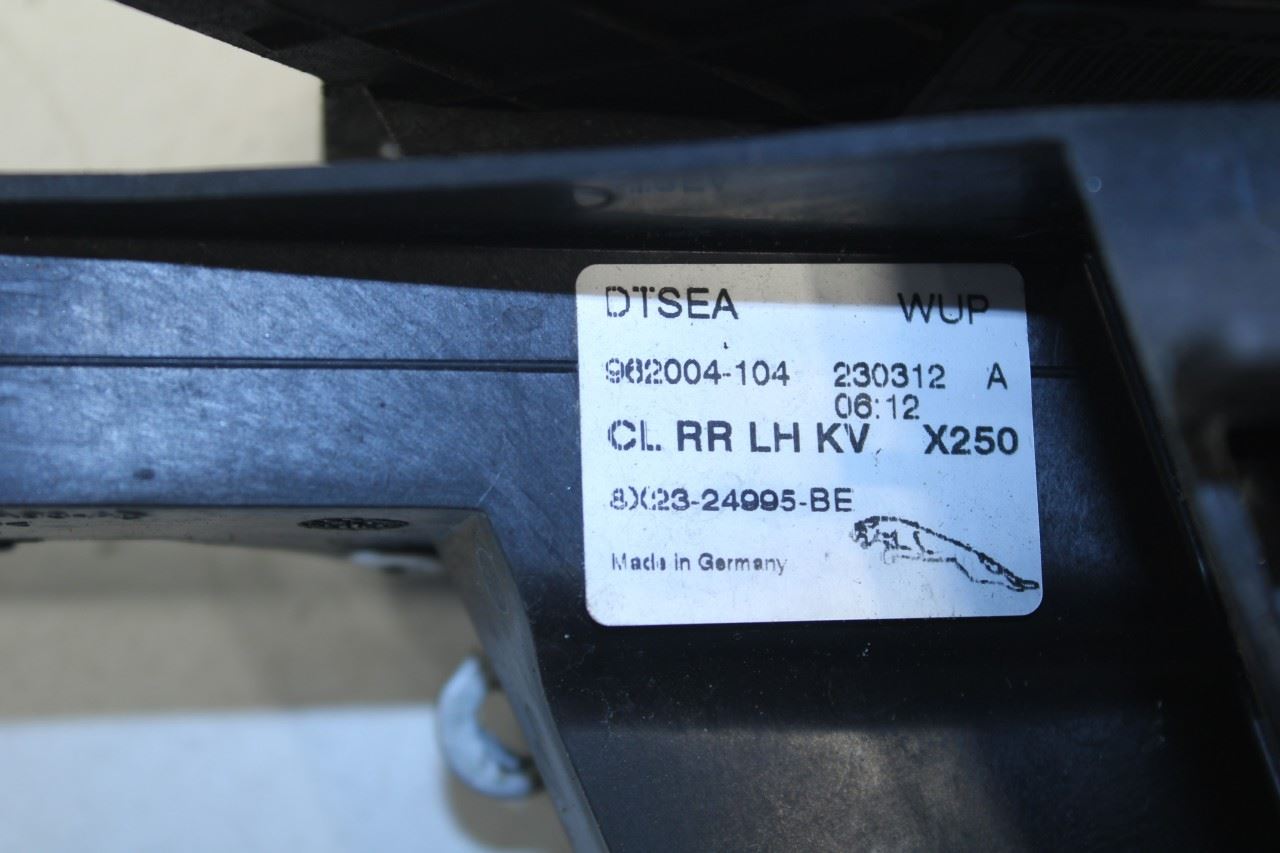 DTSEA WUP
962004-104 230312 A
06:12
CL RR LH KV X250
8X23-24995-BE
Made in Germany